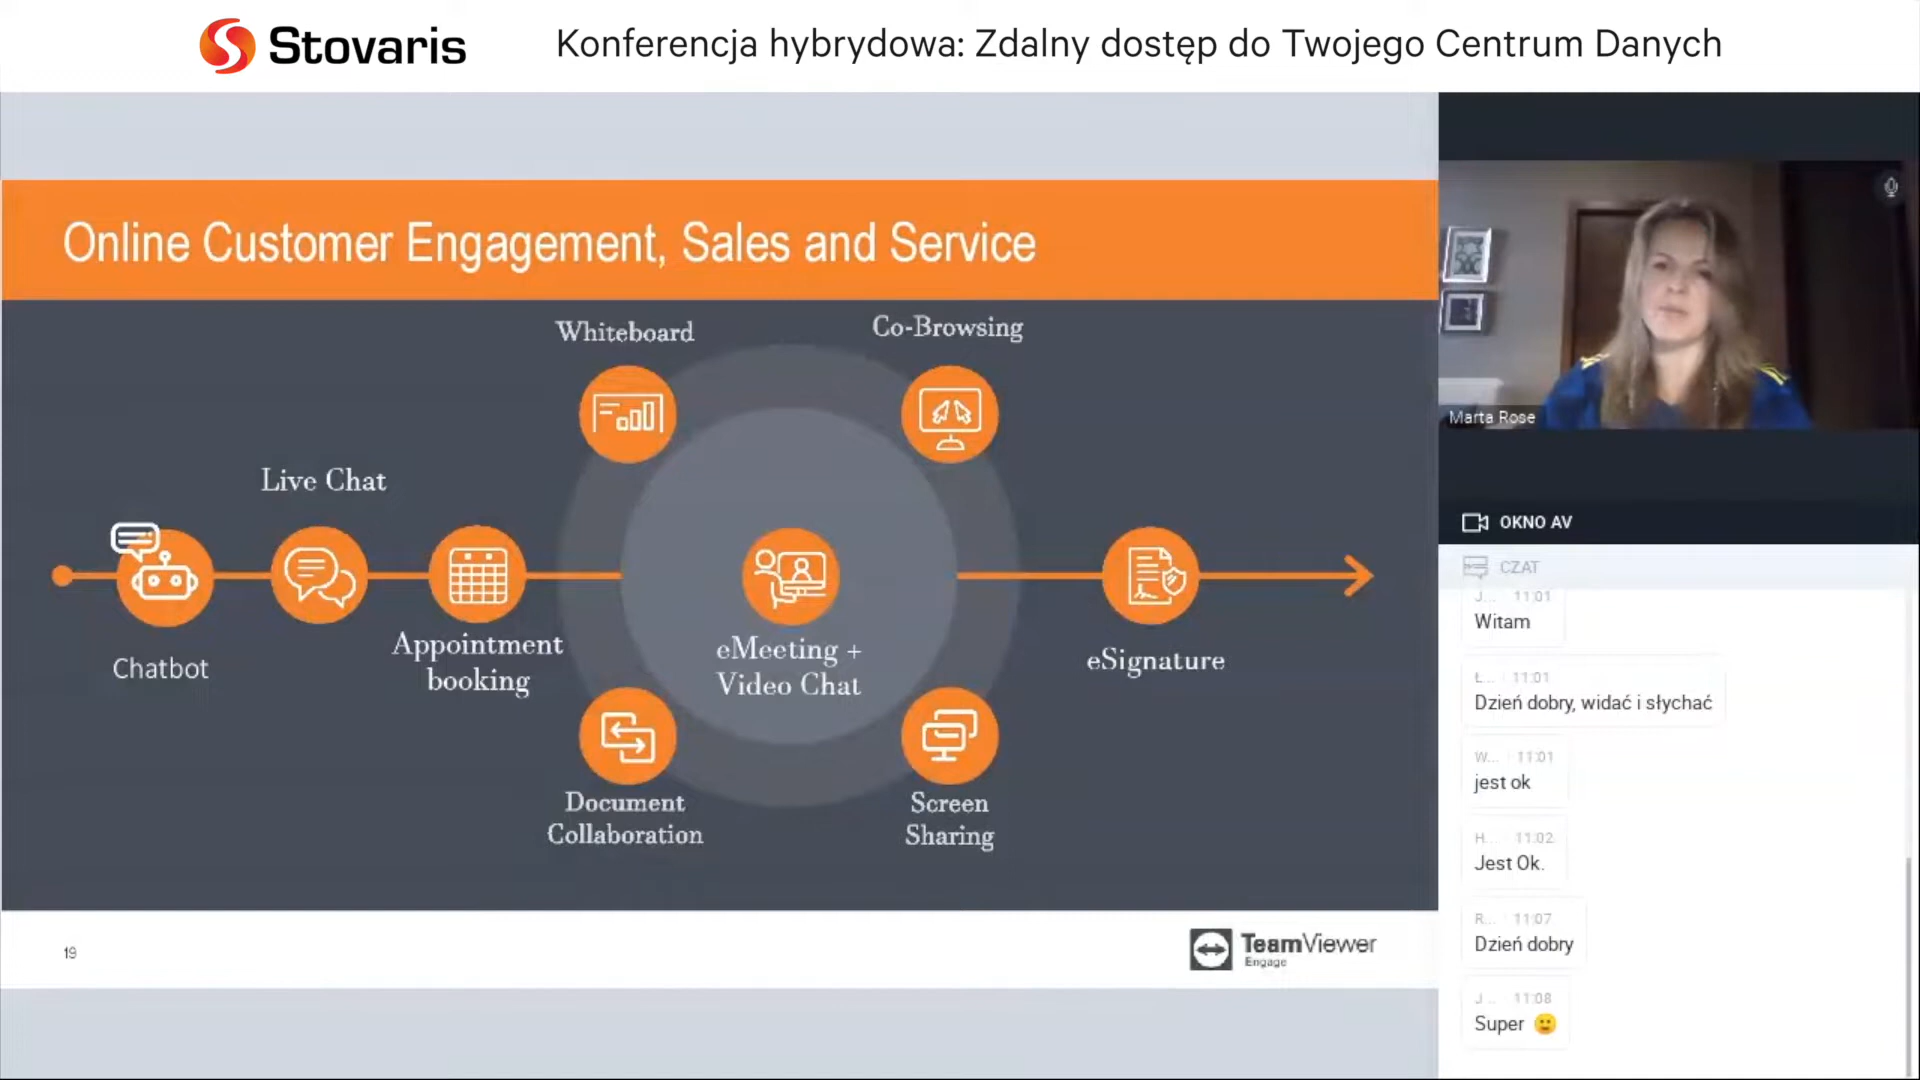 Stovaris
Konferencja hybrydowa: Zdalny dostęp do Twojego Centrum Danych
Online Customer Engagement, Sales and Service
Whiteboard
Co-Browsing
Live Chat
Chatbot
Appointment
booking
eMeeting +
Video Chat
eSignature
Document
Collaboration
Screen
Sharing
19
TeamViewer
Engage
Marta Rose
OKNO AV
CZAT
J... 11:01
Witam
Ł... 11:01
Dzień dobry, widać i słychać
W... 11:01
jest ok
H... 11:02
Jest Ok.
R... 11:07
Dzień dobry
J... 11:08
Super 🙂